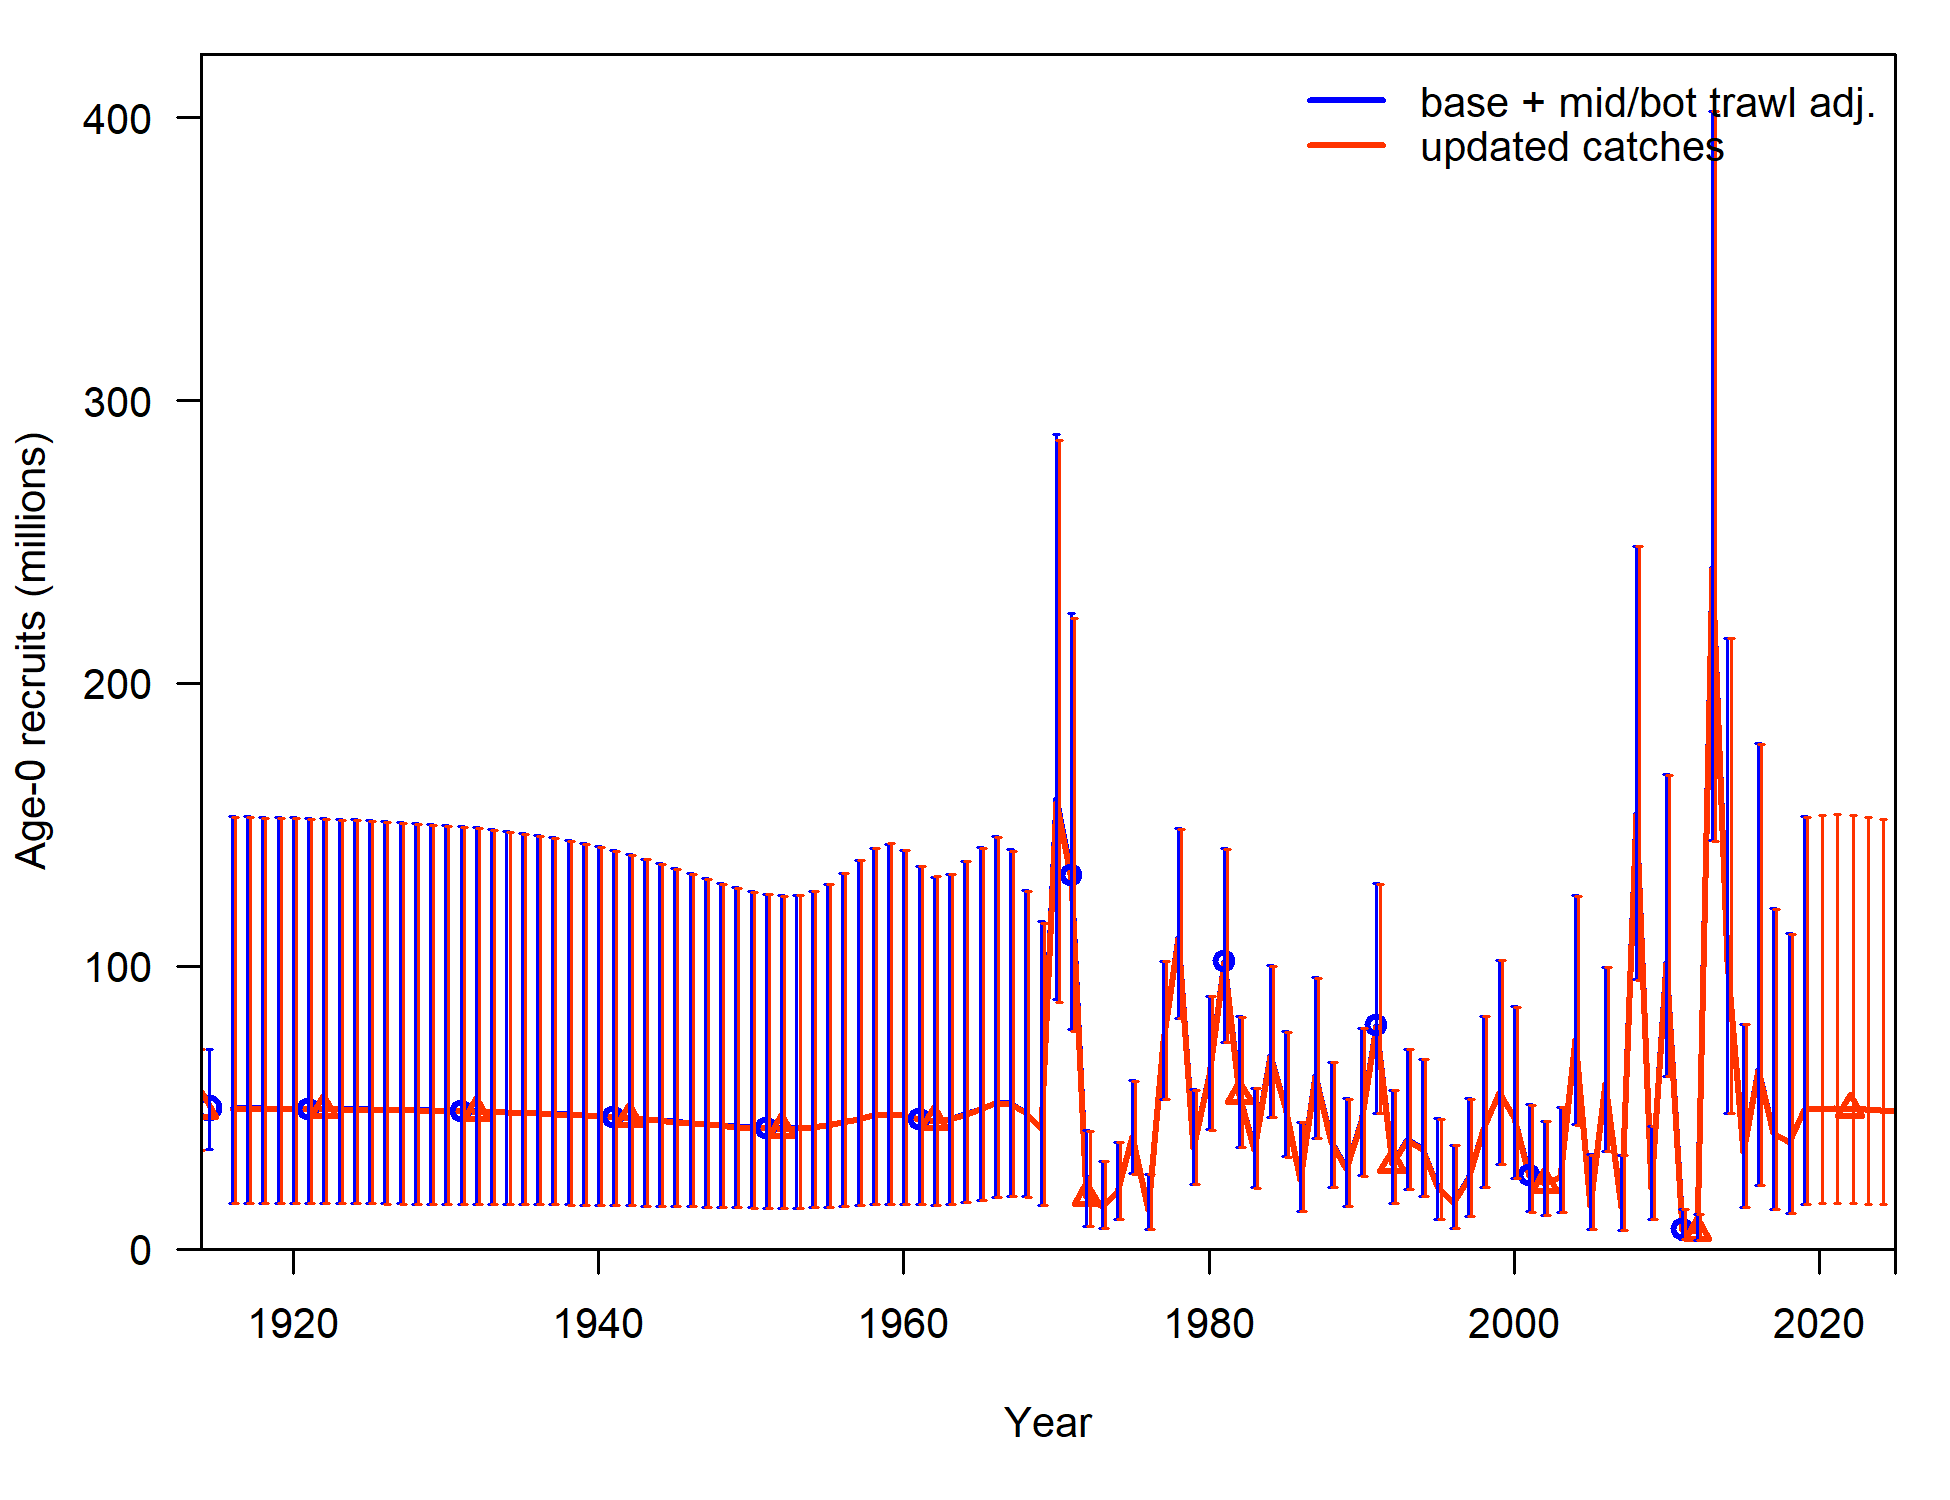 base + mid/bot trawl adj.
updated catches
400
300
200
100
0
Age-0 recruits (millions)
1920
1940
1960
1980
2000
2020
Year